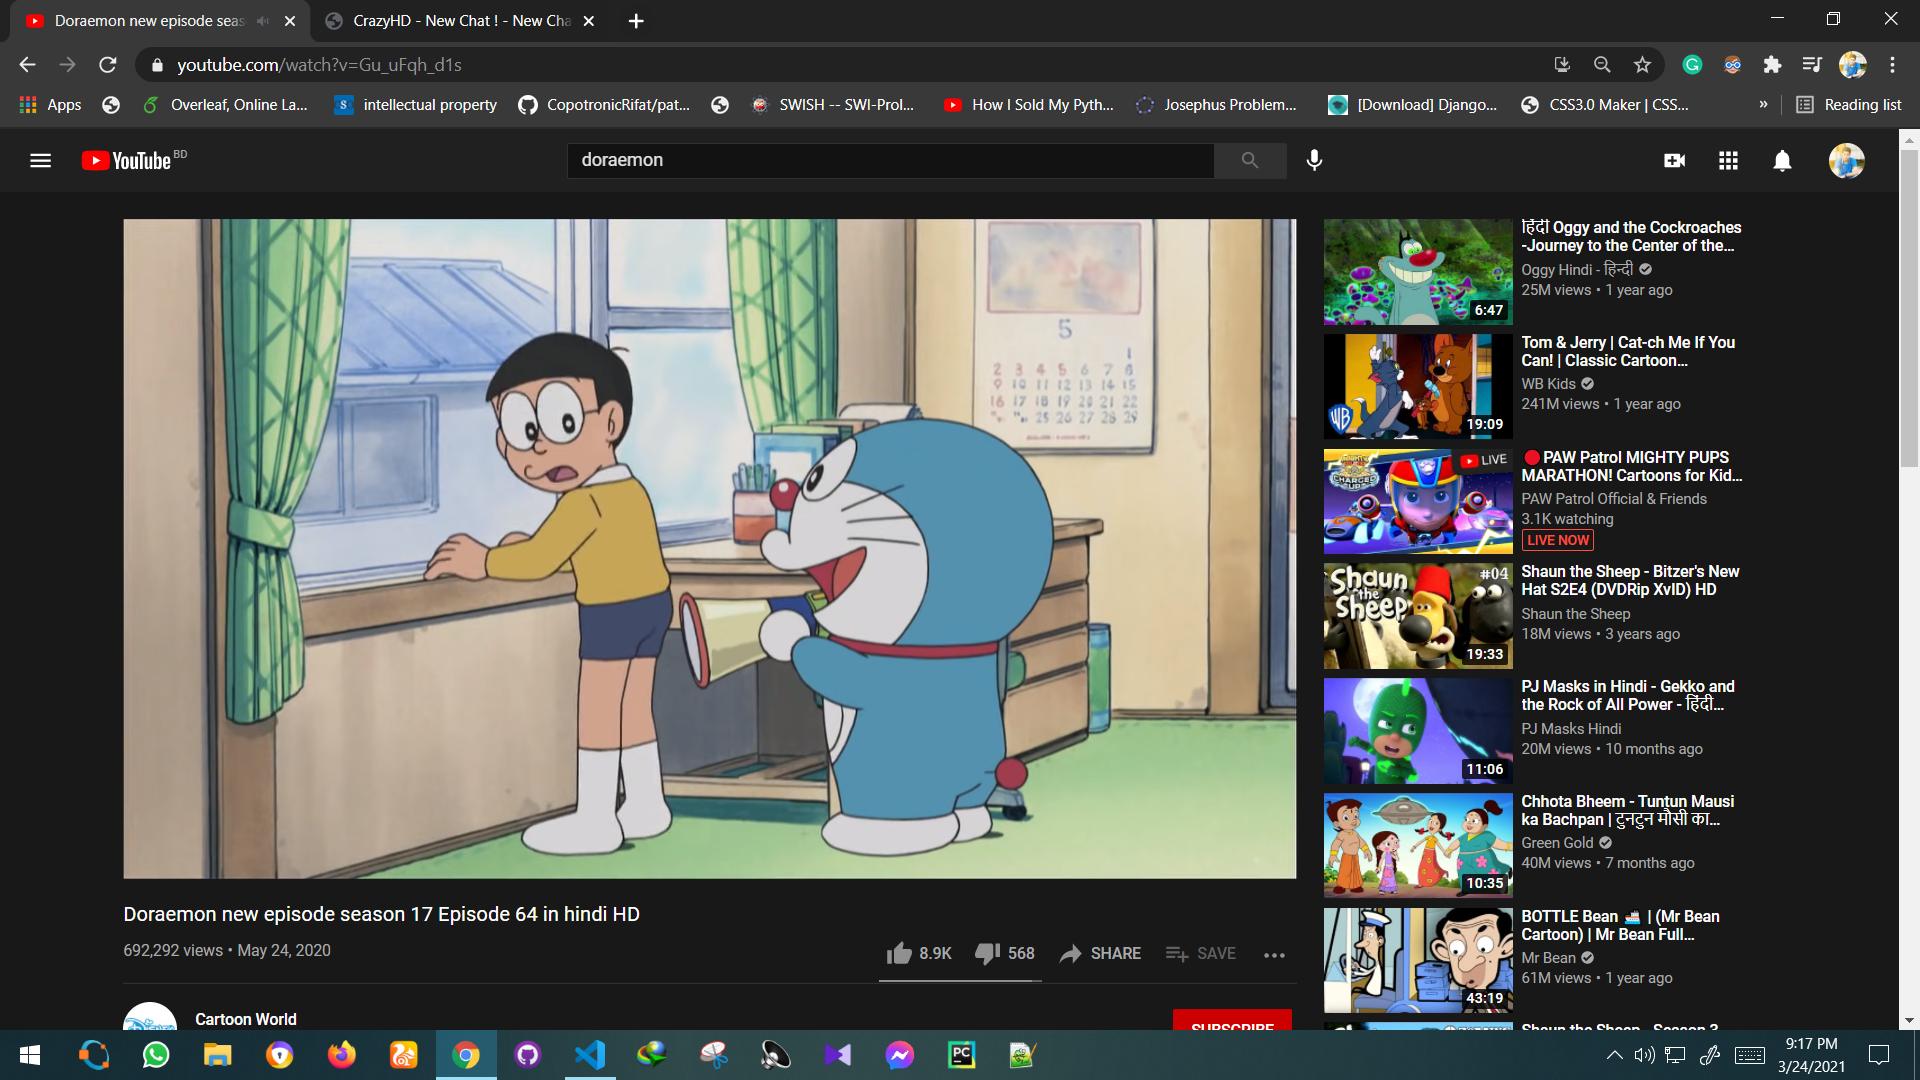 Doraemon new episode seas
CrazyHD - New Chat ! - New Cha
youtube.com/watch?v=Gu_uFqh_d1s
Apps
Overleaf, Online La...
intellectual property
CopotronicRifat/pat...
SWISH -- SWI-Prol...
How I Sold My Pyth...
Josephus Problem...
[Download] Django...
CSS3.0 Maker | CSS...
»
Reading list
YouTube BD
doraemon
5
1
2 3 4 5 6 7 8
9 10 11 12 13 14 15
16 17 18 19 20 21 22
25 26 27 28 29
6:47
हिंदी Oggy and the Cockroaches
-Journey to the Center of the...
Oggy Hindi - हिन्दी
25M views • 1 year ago
WB
19:09
Tom & Jerry | Cat-ch Me If You
Can! | Classic Cartoon...
WB Kids
241M views • 1 year ago
CHARGED UP
LIVE
PAW Patrol MIGHTY PUPS
MARATHON! Cartoons for Kid...
PAW Patrol Official & Friends
3.1K watching
LIVE NOW
Shaun the Sheep
#04
19:33
Shaun the Sheep - Bitzer's New
Hat S2E4 (DVDRip XvID) HD
Shaun the Sheep
18M views • 3 years ago
11:06
PJ Masks in Hindi - Gekko and
the Rock of All Power - हिंदी...
PJ Masks Hindi
20M views • 10 months ago
10:35
Chhota Bheem - Tuntun Mausi
ka Bachpan | टुनटुन मौसी का...
Green Gold
40M views • 7 months ago
43:19
BOTTLE Bean 🚢 | (Mr Bean
Cartoon) | Mr Bean Full...
Mr Bean
61M views • 1 year ago
Shaun the Sheep - Season 3
Doraemon new episode season 17 Episode 64 in hindi HD
692,292 views • May 24, 2020
8.9K
568
SHARE
SAVE
Cartoon World
SUBSCRIBE
PC
9:17 PM
3/24/2021